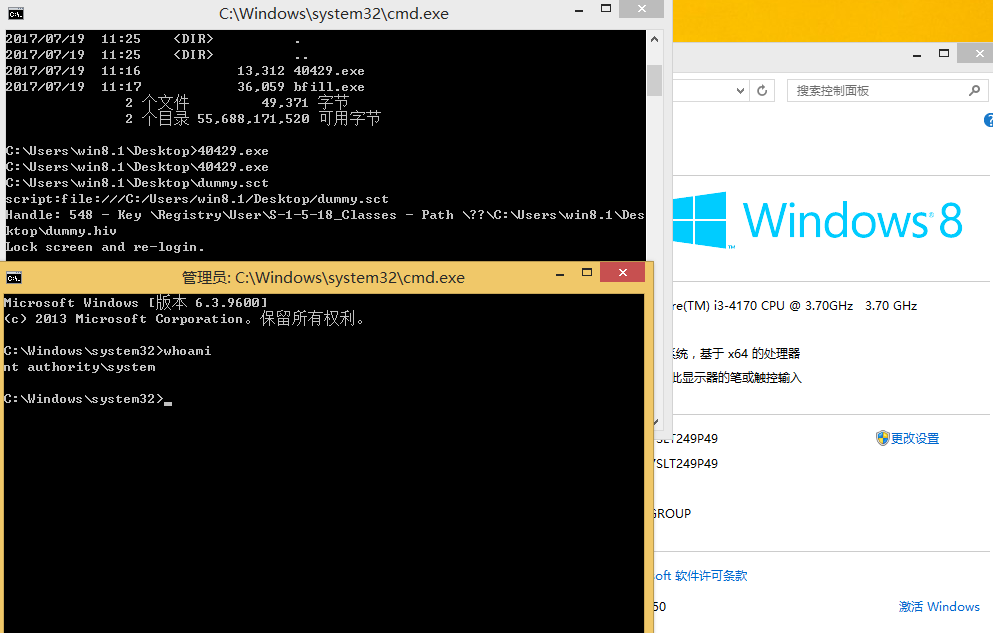 C:\Windows\system32\cmd.exe
2017/07/19  11:25    <DIR>          .
2017/07/19  11:25    <DIR>          ..
2017/07/19  11:16            13,312 40429.exe
2017/07/19  11:17            36,059 bfill.exe
2 个文件         49,371 字节
2 个目录 55,688,171,520 可用字节
C:\Users\win8.1\Desktop>40429.exe
C:\Users\win8.1\Desktop\40429.exe
C:\Users\win8.1\Desktop\dummy.sct
script:file:///C:/Users/win8.1/Desktop/dummy.sct
Handle: 548 - Key \Registry\User\S-1-5-18_Classes - Path \??\C:\Users\win8.1\Des
ktop\dummy.hiv
Lock screen and re-login.
管理员: C:\Windows\system32\cmd.exe
Microsoft Windows [版本 6.3.9600]
(c) 2013 Microsoft Corporation。保留所有权利。
C:\Windows\system32>whoami
nt authority\system
C:\Windows\system32>
搜索控制面板
Windows® 8
™
re(TM) i3-4170 CPU @ 3.70GHz   3.70 GHz
系统，基于 x64 的处理器
此显示器的笔或触控输入
SLT249P49
更改设置
SLT249P49
GROUP
oft 软件许可条款
50
激活 Windows